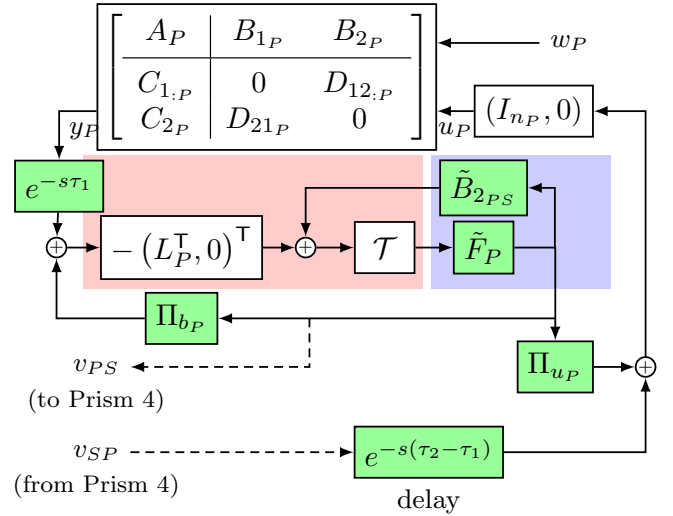 A_P B_{1_P} B_{2_P}
w_P
C_{1:P} 0 D_{12:P}
C_{2_P} D_{21_P} 0
y_P u_P (I_{n_P}, 0)
e^{-sτ_1}
B̃_{2_{PS}}
+ −(L_P^T, 0)^T + 𝒯 F̃_P
Π_{b_P}
v_{PS}
Π_{u_P} +
(to Prism 4)
v_{SP} e^{-s(τ_2−τ_1)}
(from Prism 4)
delay